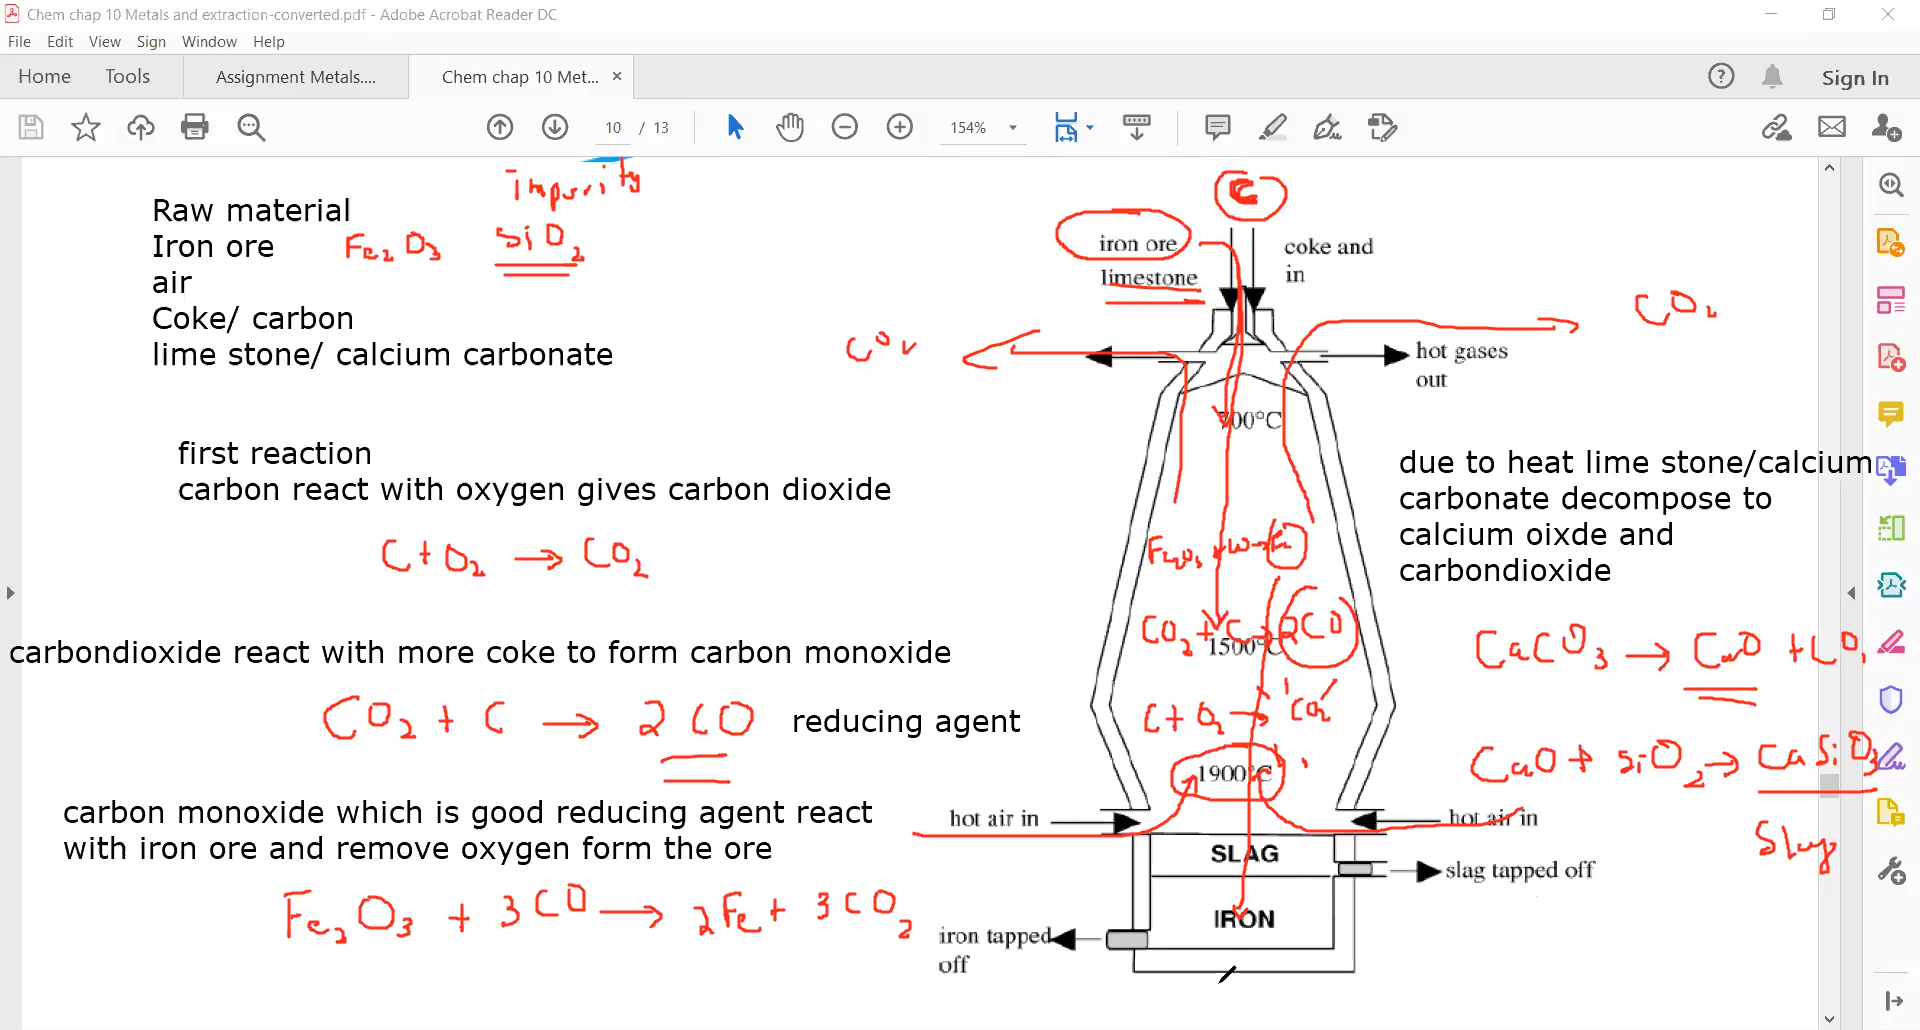 Chem chap 10 Metals and extraction-converted.pdf - Adobe Acrobat Reader DC
File Edit View Sign Window Help
Home Tools Assignment Metals.... Chem chap 10 Met... × Sign In
10 / 13 154%
impurity
Raw material
Iron ore Fe2O3 SiO2
air
Coke/ carbon
lime stone/ calcium carbonate
first reaction
carbon react with oxygen gives carbon dioxide
C+O2 → CO2
carbondioxide react with more coke to form carbon monoxide
CO2 + C → 2CO reducing agent
carbon monoxide which is good reducing agent react
with iron ore and remove oxygen form the ore
Fe2O3 + 3CO → 2Fe+ 3CO2
C
iron ore
limestone
coke and
in
CO2
hot gases
out
CO2
700°C
CO2 + C → 2CO
1500°C
C + O2 → CO2
1900°C
hot air in
hot air in
SLAG
slag tapped off
IRON
iron tapped
off
due to heat lime stone/calcium
carbonate decompose to
calcium oixde and
carbondioxide
CaCO3 → CaO + CO2
CaO + SiO2 → CaSiO3
Slag